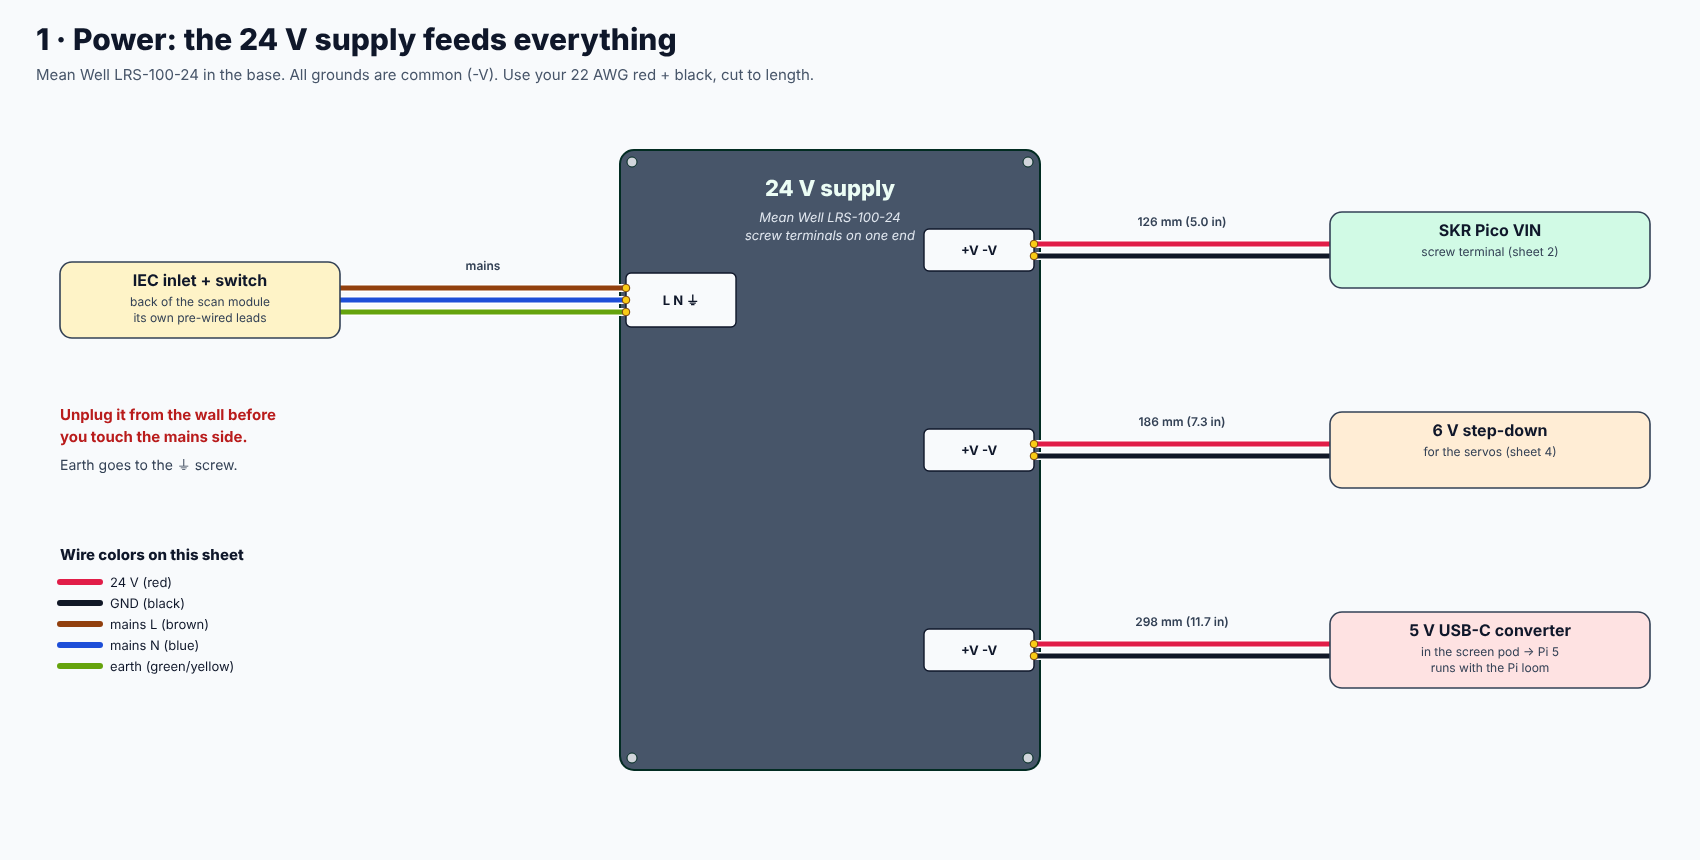 1 · Power: the 24 V supply feeds everything
Mean Well LRS-100-24 in the base. All grounds are common (-V). Use your 22 AWG red + black, cut to length.
24 V supply
Mean Well LRS-100-24
screw terminals on one end
IEC inlet + switch
back of the scan module
its own pre-wired leads
mains
L N ⏚
+V -V
126 mm (5.0 in)
SKR Pico VIN
screw terminal (sheet 2)
+V -V
186 mm (7.3 in)
6 V step-down
for the servos (sheet 4)
+V -V
298 mm (11.7 in)
5 V USB-C converter
in the screen pod → Pi 5
runs with the Pi loom
Unplug it from the wall before
you touch the mains side.
Earth goes to the ⏚ screw.
Wire colors on this sheet
24 V (red)
GND (black)
mains L (brown)
mains N (blue)
earth (green/yellow)